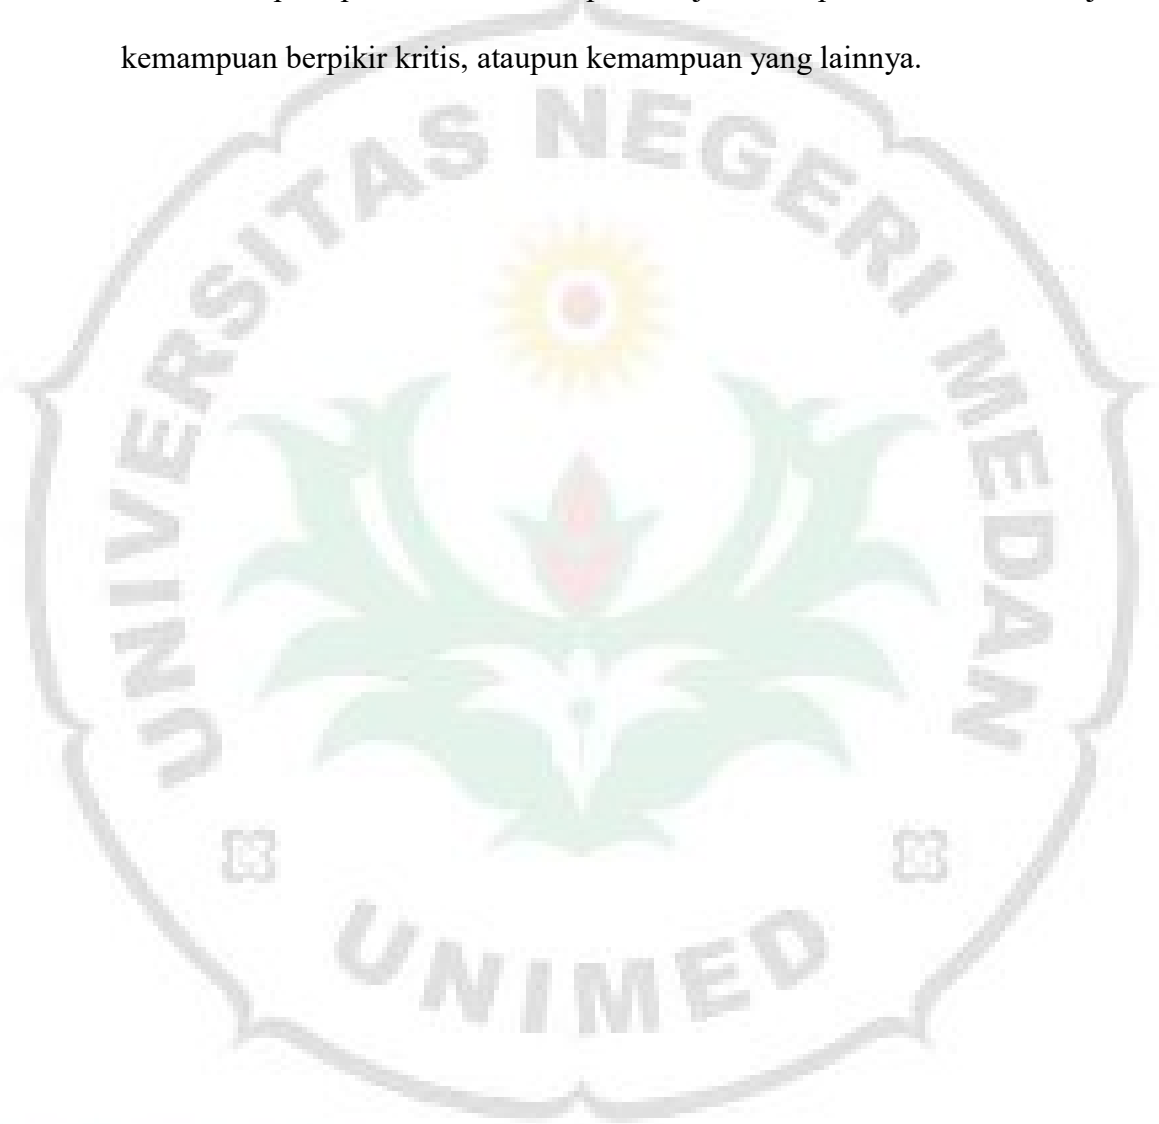 kemampuan berpikir kritis, ataupun kemampuan yang lainnya.
UNIVERSITAS NEGERI MEDAN
UNIMED